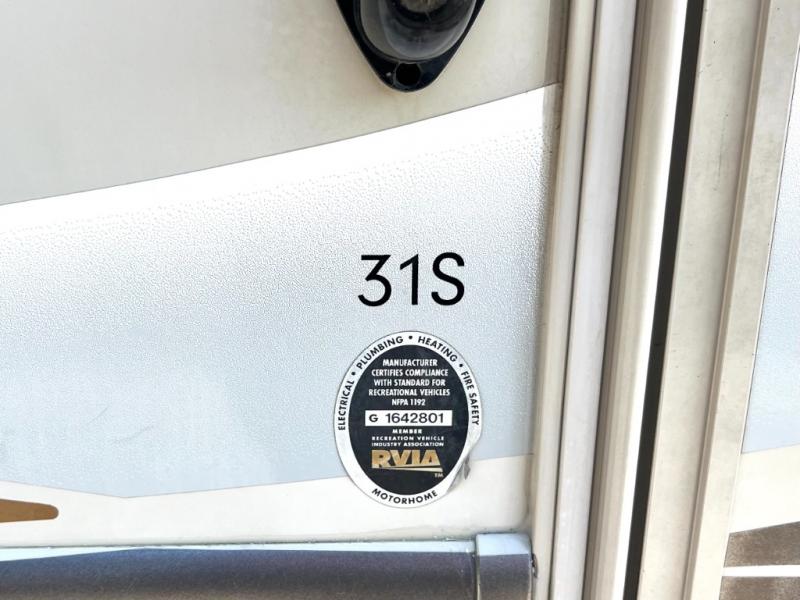 31S
ELECTRICAL • PLUMBING • HEATING • FIRE SAFETY
MANUFACTURER
CERTIFIES COMPLIANCE
WITH STANDARD FOR
RECREATIONAL VEHICLES
NFPA 1192
G 1642801
MEMBER
RECREATION VEHICLE
INDUSTRY ASSOCIATION
RVIA
TM
MOTORHOME